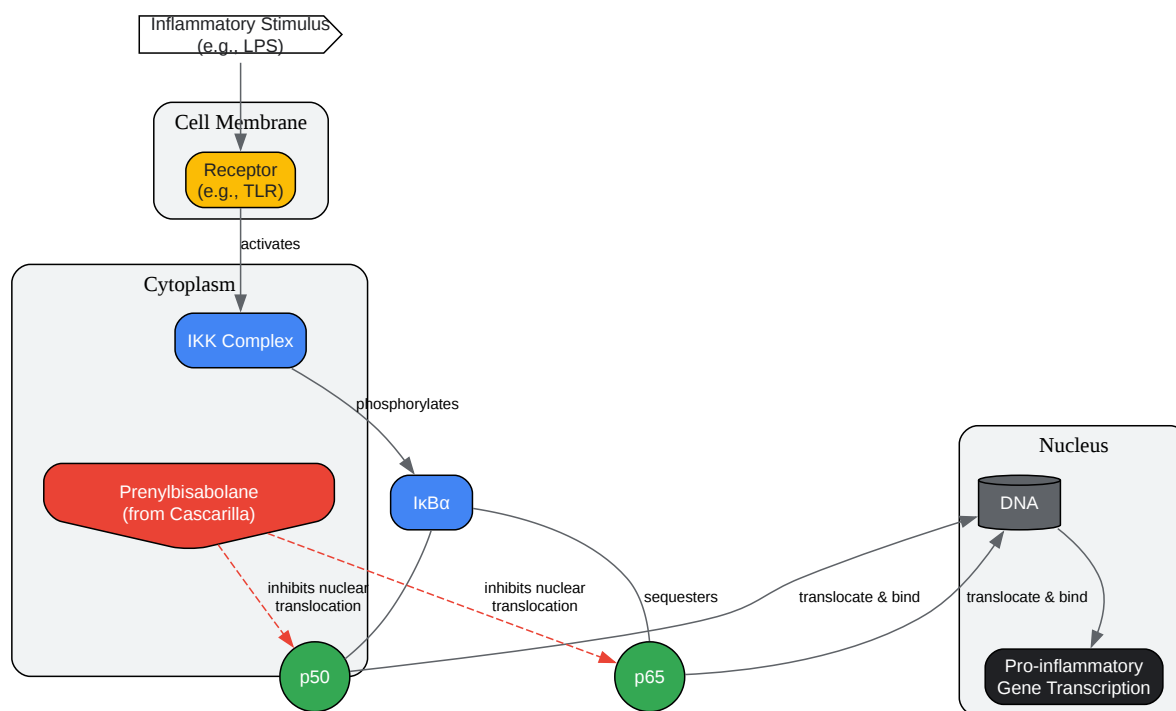 Inflammatory Stimulus
(e.g., LPS)
Cell Membrane
Receptor
(e.g., TLR)
activates
Cytoplasm
IKK Complex
phosphorylates
Nucleus
Prenylbisabolane
(from Cascarilla)
IκBα
DNA
inhibits nuclear
translocation
inhibits nuclear
translocation
sequesters
translocate & bind
translocate & bind
p50
p65
Pro-inflammatory
Gene Transcription